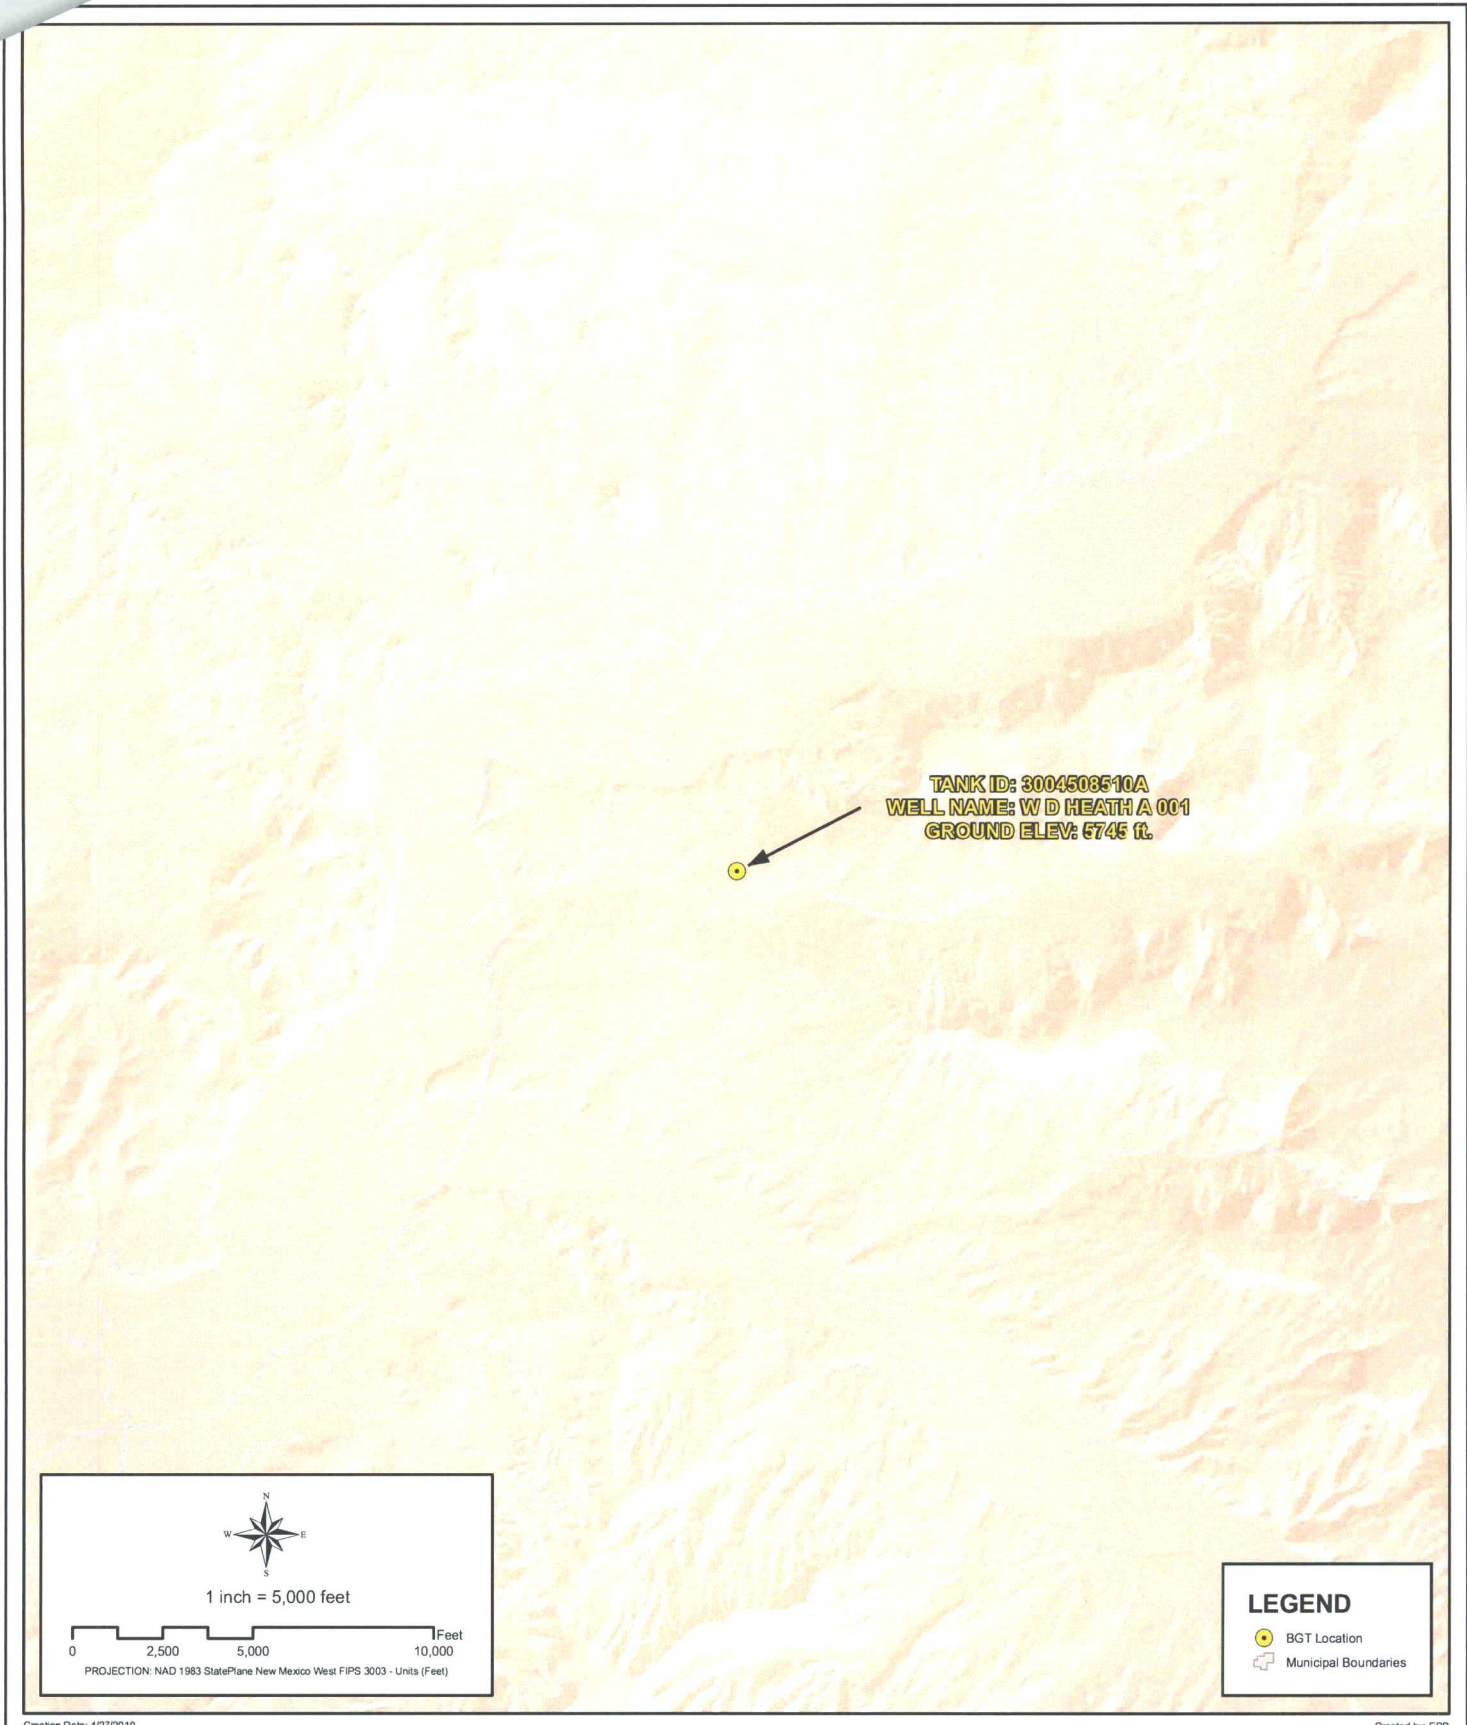 TANK ID: 3004508510A
WELL NAME: W D HEATH A 001
GROUND ELEV: 5745 ft.
N
W E
S
1 inch = 5,000 feet
Feet
0 2,500 5,000 10,000
PROJECTION: NAD 1983 StatePlane New Mexico West FIPS 3003 - Units (Feet)
LEGEND
BGT Location
Municipal Boundaries